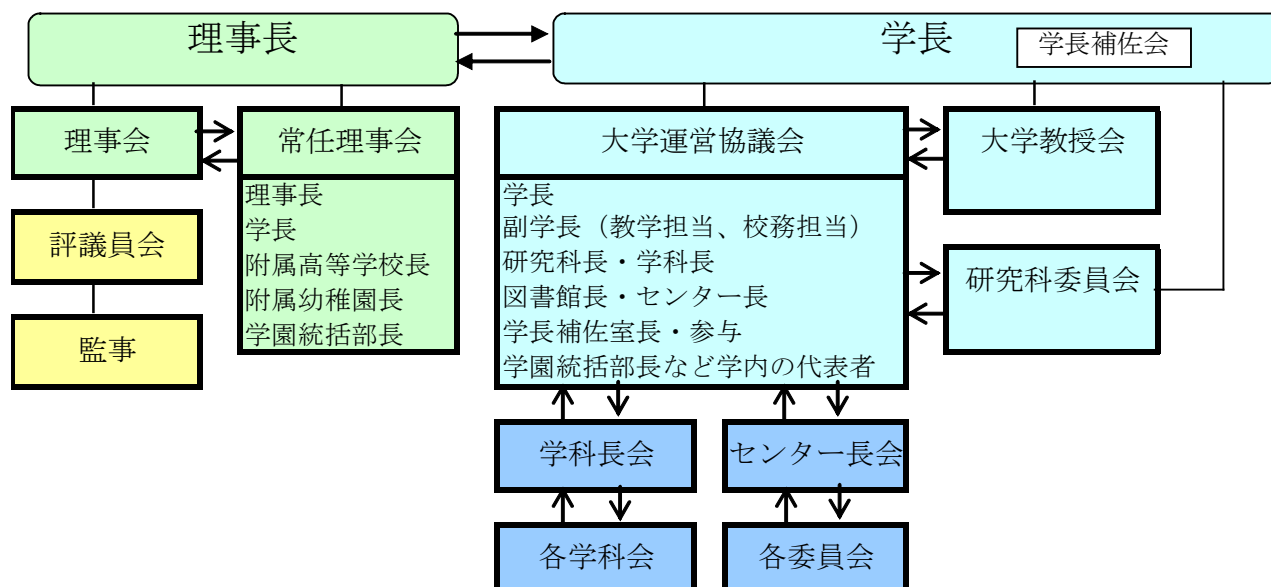 理事長
学長
学長補佐会
理事会
常任理事会
大学運営協議会
大学教授会
理事長
学長
附属高等学校長
附属幼稚園長
学園統括部長
学長
副学長（教学担当、校務担当）
研究科長・学科長
図書館長・センター長
学長補佐室長・参与
学園統括部長など学内の代表者
評議員会
研究科委員会
監事
学科長会
センター長会
各学科会
各委員会